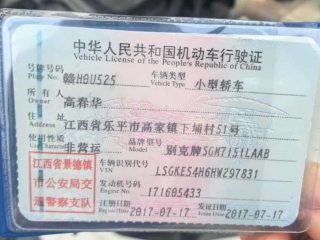 中华人民共和国机动车行驶证
Vehicle License of the People's Republic of China
号牌号码 赣H0U525 车辆类型 小型轿车
Plate No. Vehicle Type
所有人 高春华
Owner
住址 江西省乐平市高家镇下埔村51号
Address
使用性质 非营运 品牌型号 别克牌SGM7151LAAB
江西省景德镇
市公安局交
通警察支队
车辆识别代号 LSGKE54H6HW297831
VIN
发动机号码 171605433
Engine No.
注册日期 2017-07-17 发证日期 2017-07-17
Registration Date Issue Date